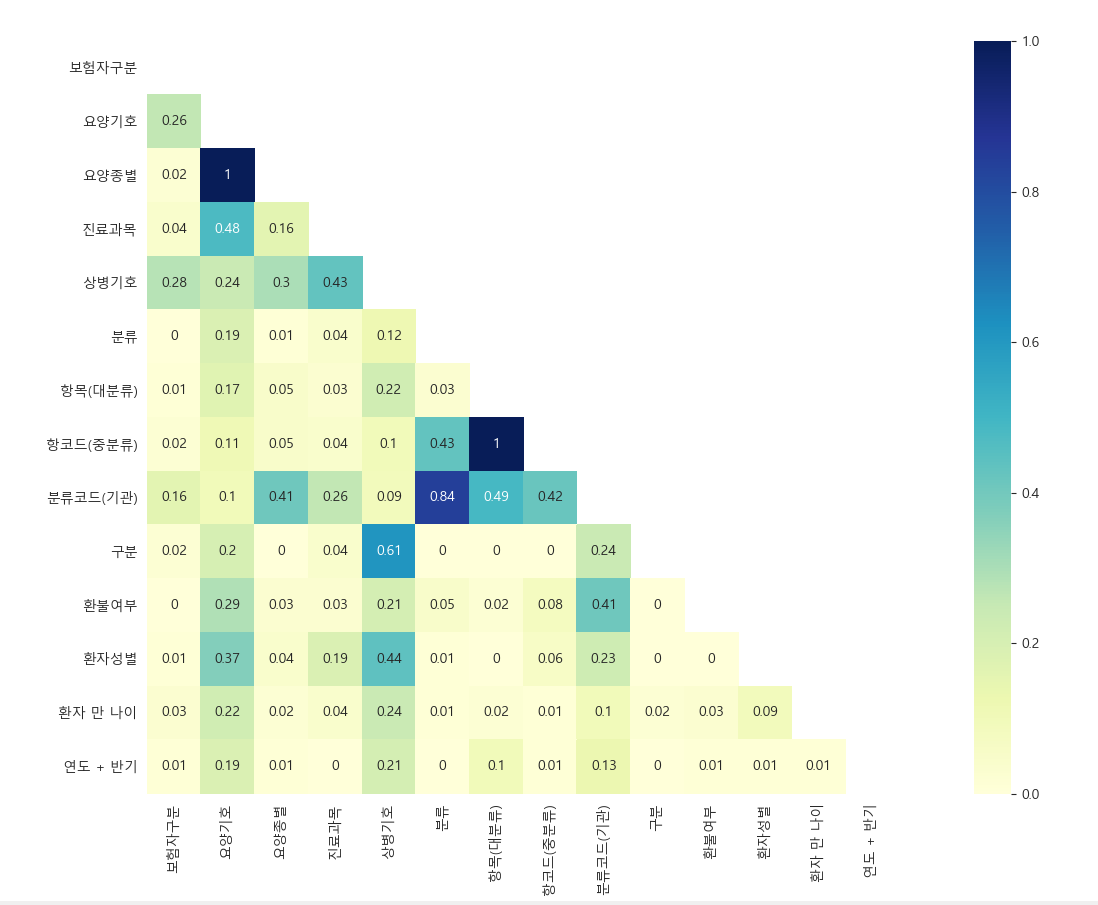 1.0
보험자구분
요양기호 0.26
요양종별 0.02 1
0.8
진료과목 0.04 0.48 0.16
상병기호 0.28 0.24 0.3 0.43
분류 0 0.19 0.01 0.04 0.12
0.6
항목(대분류) 0.01 0.17 0.05 0.03 0.22 0.03
항코드(중분류) 0.02 0.11 0.05 0.04 0.1 0.43 1
분류코드(기관) 0.16 0.1 0.41 0.26 0.09 0.84 0.49 0.42
0.4
구분 0.02 0.2 0 0.04 0.61 0 0 0 0.24
환불여부 0 0.29 0.03 0.03 0.21 0.05 0.02 0.08 0.41 0
0.2
환자성별 0.01 0.37 0.04 0.19 0.44 0.01 0 0.06 0.23 0 0
환자 만 나이 0.03 0.22 0.02 0.04 0.24 0.01 0.02 0.01 0.1 0.02 0.03 0.09
연도 + 반기 0.01 0.19 0.01 0 0.21 0 0.1 0.01 0.13 0 0.01 0.01 0.01
0.0
보험자구분
요양기호
요양종별
진료과목
상병기호
분류
항목(대분류)
항코드(중분류)
분류코드(기관)
구분
환불여부
환자성별
환자 만 나이
연도 + 반기